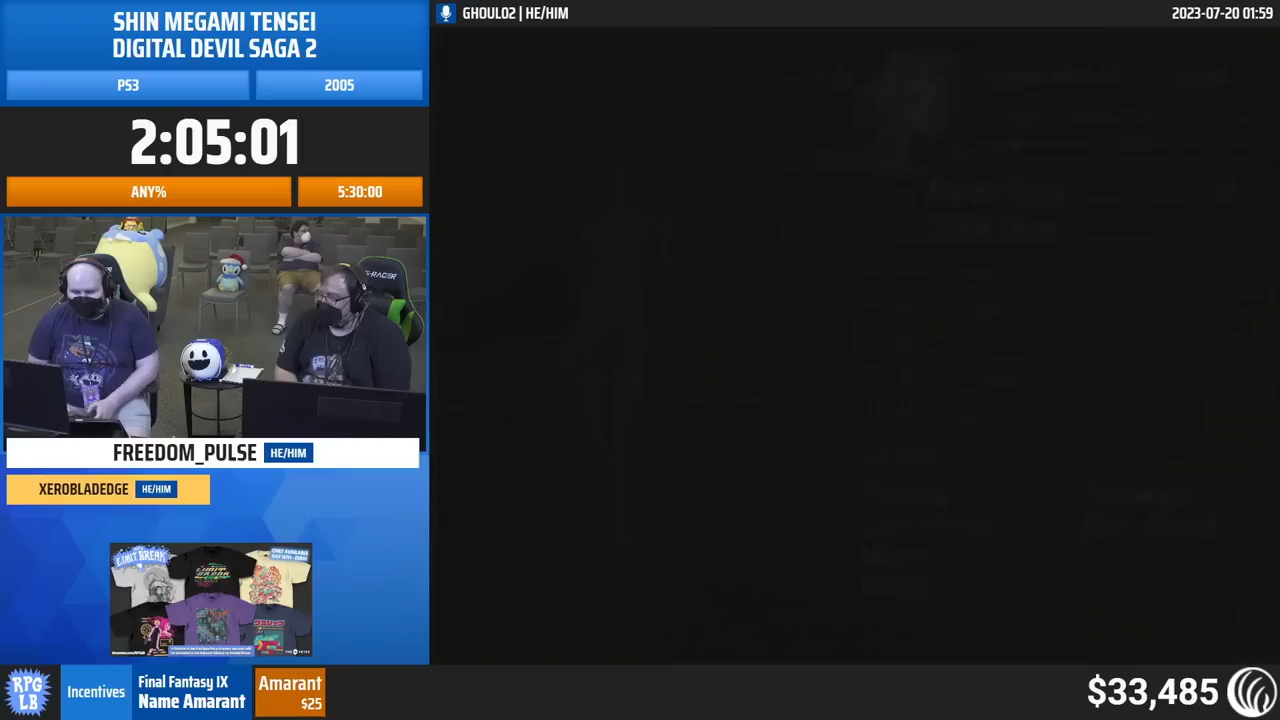 SHIN MEGAMI TENSEI
DIGITAL DEVIL SAGA 2
PS3
2005
2:05:01
ANY%
5:30:00
GHOUL02 | HE/HIM
2023-07-20 01:59
FREEDOM_PULSE HE/HIM
XEROBLADEDGE HE/HIM
LIMIT BREAK
RPG
LB
Incentives
Final Fantasy IX
Name Amarant
Amarant
$25
$33,485